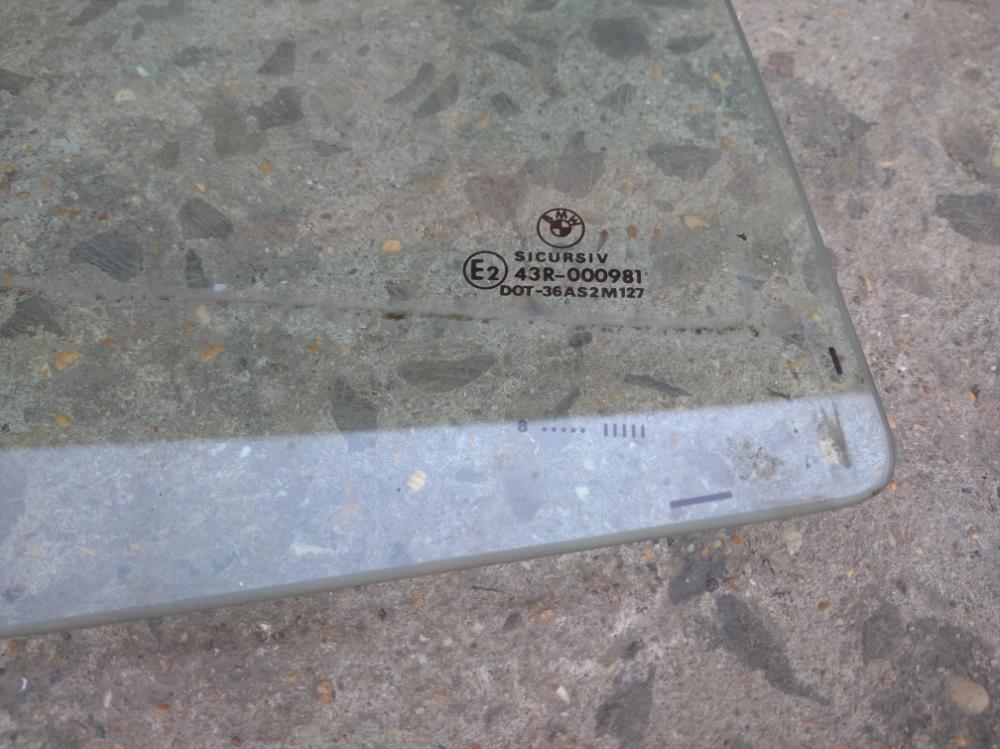 BMW
SICURSIV
E2 43R-000981
DOT-36AS2M127
8 ..... |||||